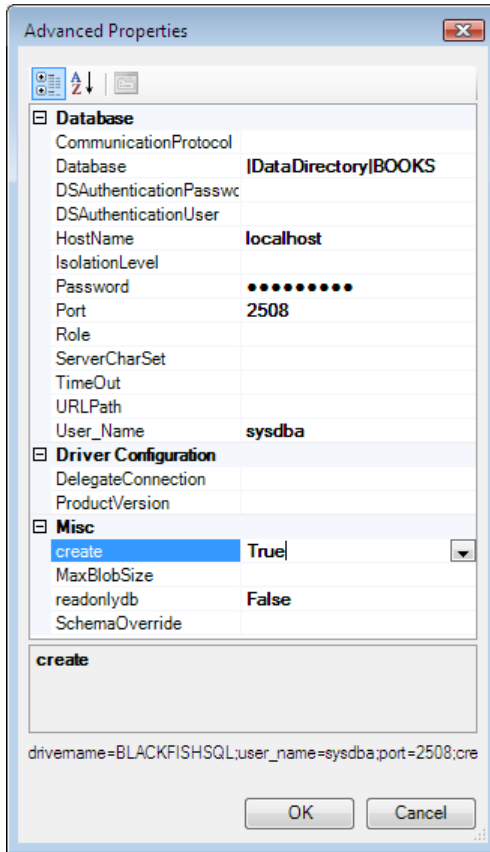 Advanced Properties
Database
CommunicationProtocol
Database |DataDirectory|BOOKS
DSAuthenticationPasswc
DSAuthenticationUser
HostName localhost
IsolationLevel
Password ●●●●●●●●●
Port 2508
Role
ServerCharSet
TimeOut
URLPath
User_Name sysdba
Driver Configuration
DelegateConnection
ProductVersion
Misc
create True
MaxBlobSize
readonlydb False
SchemaOverride
create
drivername=BLACKFISHSQL;user_name=sysdba;port=2508;cre
OK Cancel